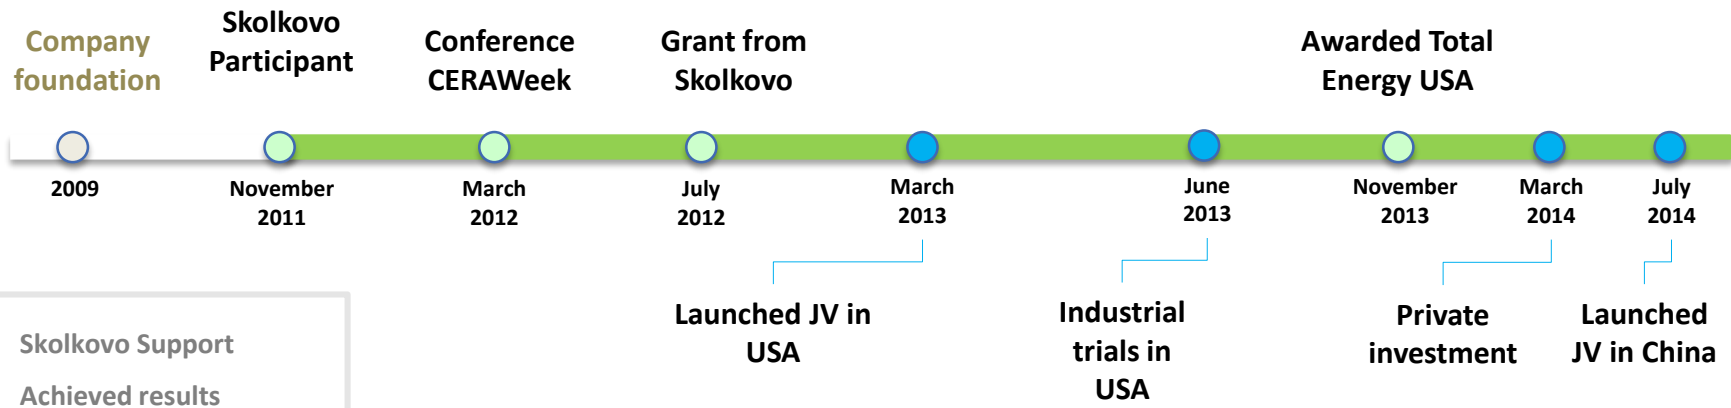 Company
foundation
Skolkovo
Participant
Conference
CERAWeek
Grant from
Skolkovo
Awarded Total
Energy USA
2009
November
2011
March
2012
July
2012
March
2013
June
2013
November
2013
March
2014
July
2014
Launched JV in
USA
Industrial
trials in
USA
Private
investment
Launched
JV in China
Skolkovo Support
Achieved results